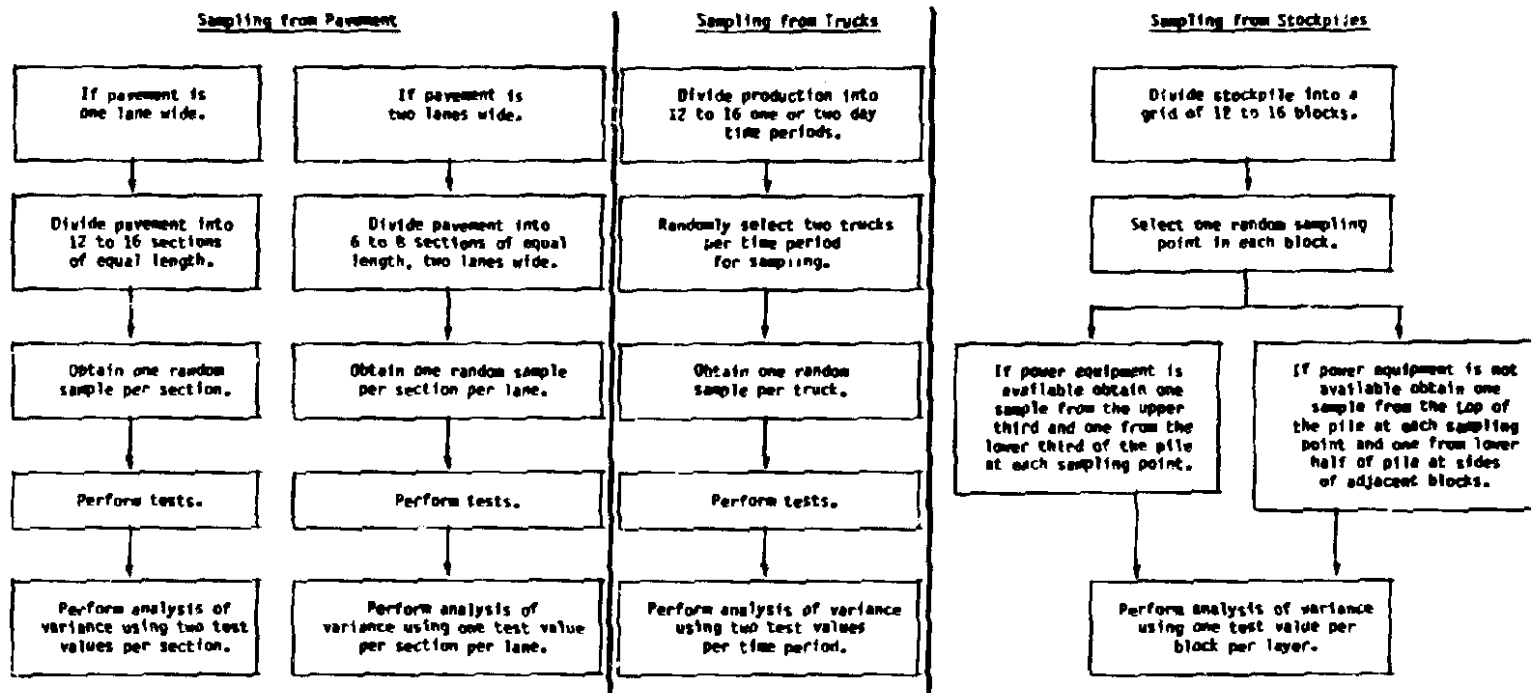 Sampling from Pavement
If pavement is
one lane wide.
Divide pavement into
12 to 16 sections
of equal length.
Obtain one random
sample per section.
Perform tests.
Perform analysis of
variance using two test
values per section.
If pavement is
two lanes wide.
Divide pavement into
6 to 8 sections of equal
length, two lanes wide.
Obtain one random sample
per section per lane.
Perform tests.
Perform analysis of
variance using one test value
per section per lane.
Sampling from Trucks
Divide production into
12 to 16 one or two day
time periods.
Randomly select two trucks
per time period
for sampling.
Obtain one random
sample per truck.
Perform tests.
Perform analysis of variance
using two test values
per time period.
Sampling from Stockpiles
Divide stockpile into a
grid of 12 to 16 blocks.
Select one random sampling
point in each block.
If power equipment is
available obtain one
sample from the upper
third and one from the
lower third of the pile
at each sampling point.
If power equipment is not
available obtain one
sample from the top of
the pile at each sampling
point and one from lower
half of pile at sides
of adjacent blocks.
Perform analysis of variance
using one test value per
block per layer.